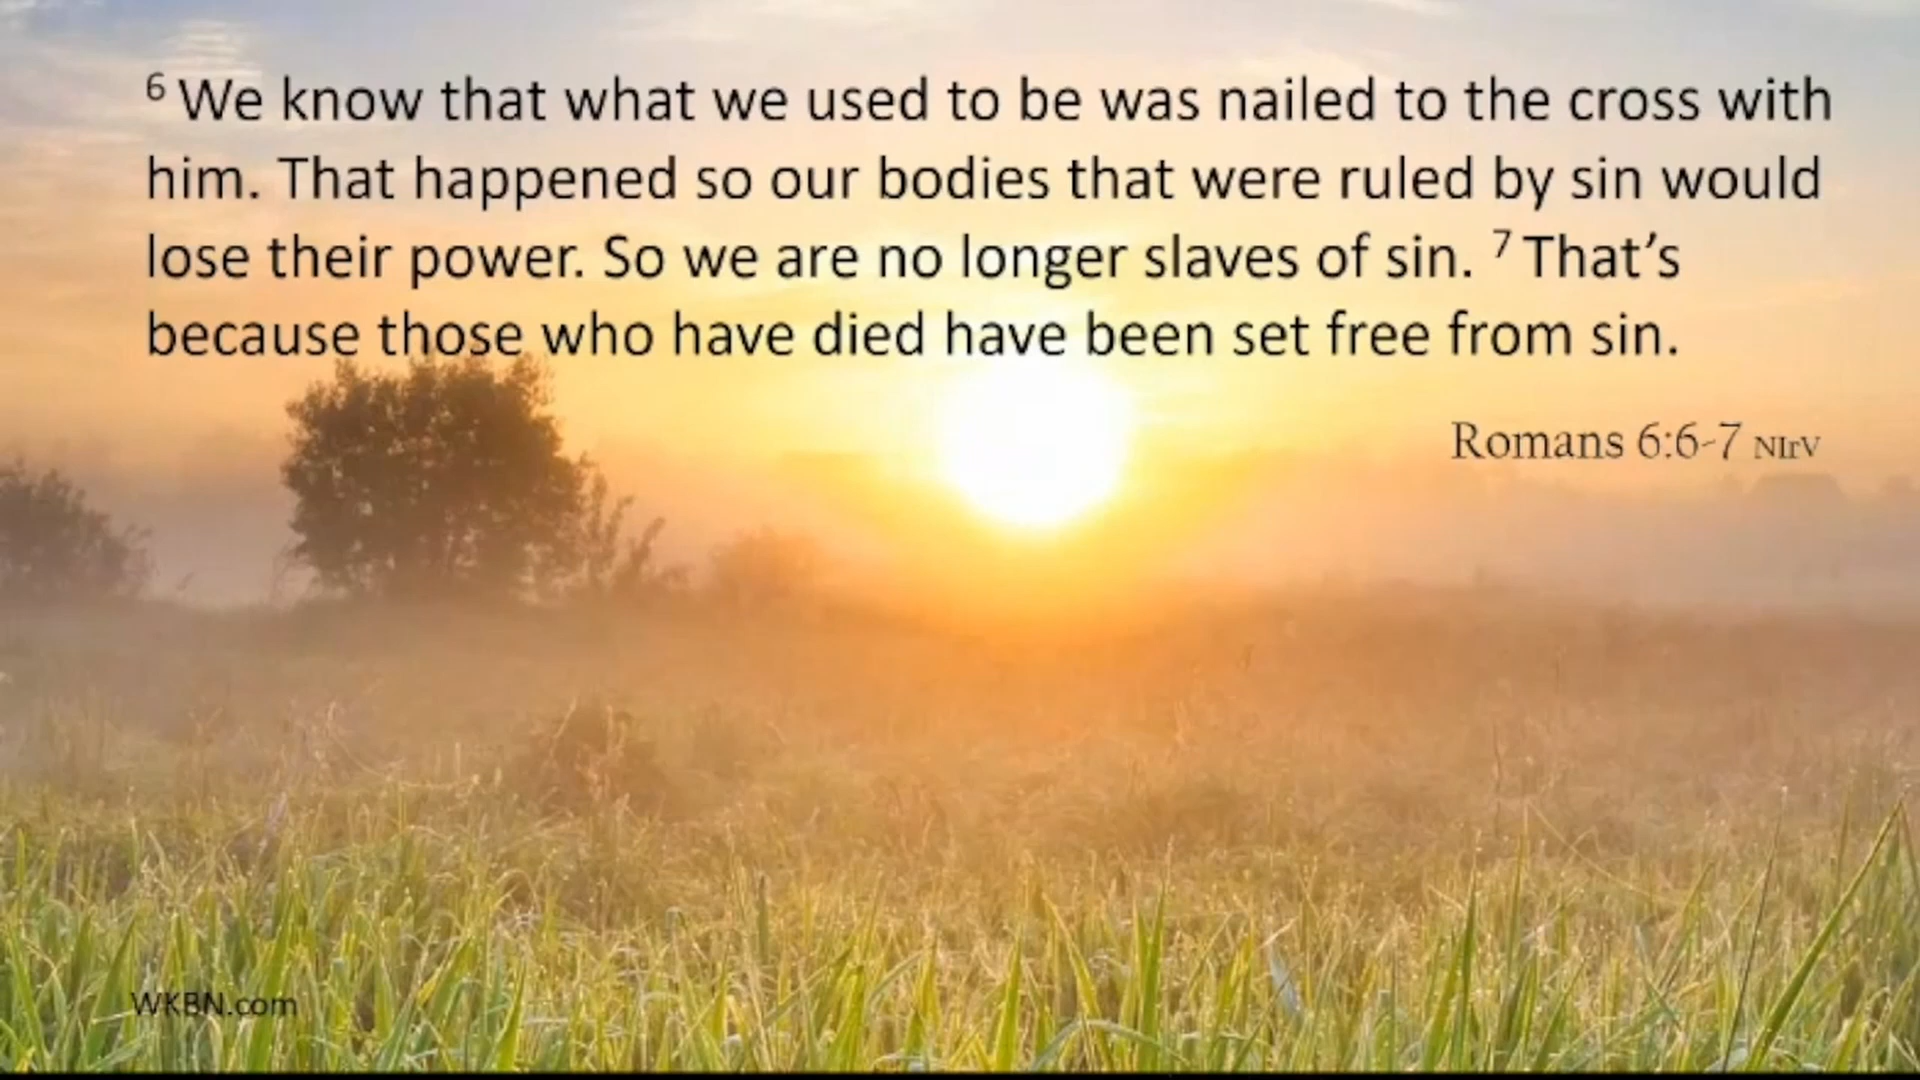 ⁶ We know that what we used to be was nailed to the cross with
him. That happened so our bodies that were ruled by sin would
lose their power. So we are no longer slaves of sin. ⁷ That’s
because those who have died have been set free from sin.
Romans 6:6-7 NIrV
WKBN.com